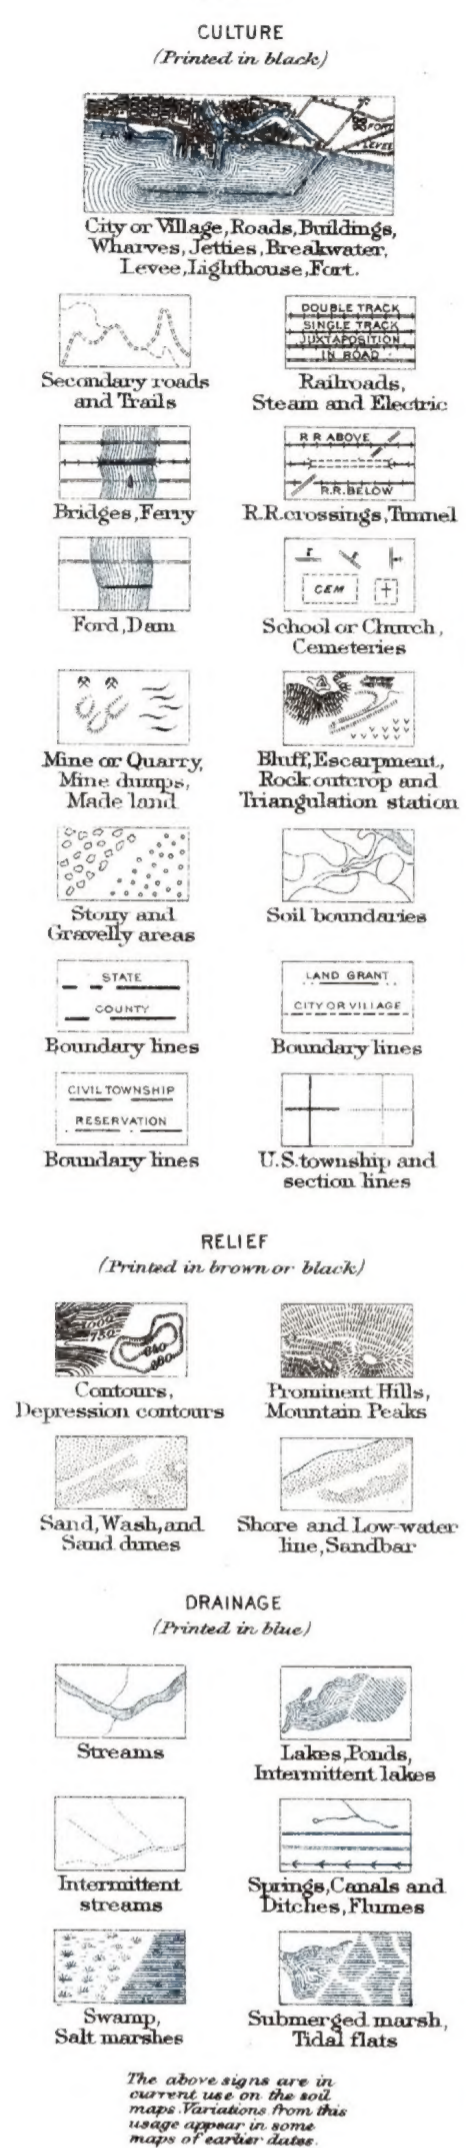 CULTURE
(Printed in black)
FORT
LEVEE
City or Village, Roads, Buildings,
Wharves, Jetties, Breakwater,
Levee, Lighthouse, Fort.
DOUBLE TRACK
SINGLE TRACK
JUXTAPOSITION
IN ROAD
Secondary roads
and Trails
Railroads,
Steam and Electric
R R ABOVE
R.R. BELOW
Bridges, Ferry
R.R. crossings, Tunnel
CEM
Ford, Dam
School or Church,
Cemeteries
Mine or Quarry,
Mine dumps,
Made land
Bluff, Escarpment,
Rock outcrop and
Triangulation station
Stony and
Gravelly areas
Soil boundaries
STATE
COUNTY
Boundary lines
LAND GRANT
CITY OR VILLAGE
Boundary lines
CIVIL TOWNSHIP
RESERVATION
Boundary lines
U.S. township and
section lines
RELIEF
(Printed in brown or black)
1000
750
Contours,
Depression contours
Prominent Hills,
Mountain Peaks
Sand, Wash, and
Sand dunes
Shore and Low-water
line, Sandbar
DRAINAGE
(Printed in blue)
Streams
Lakes, Ponds,
Intermittent lakes
Intermittent
streams
Springs, Canals and
Ditches, Flumes
Swamp,
Salt marshes
Submerged marsh,
Tidal flats
The above signs are in
current use on the soil
maps. Variations from this
usage appear in some
maps of earlier dates.